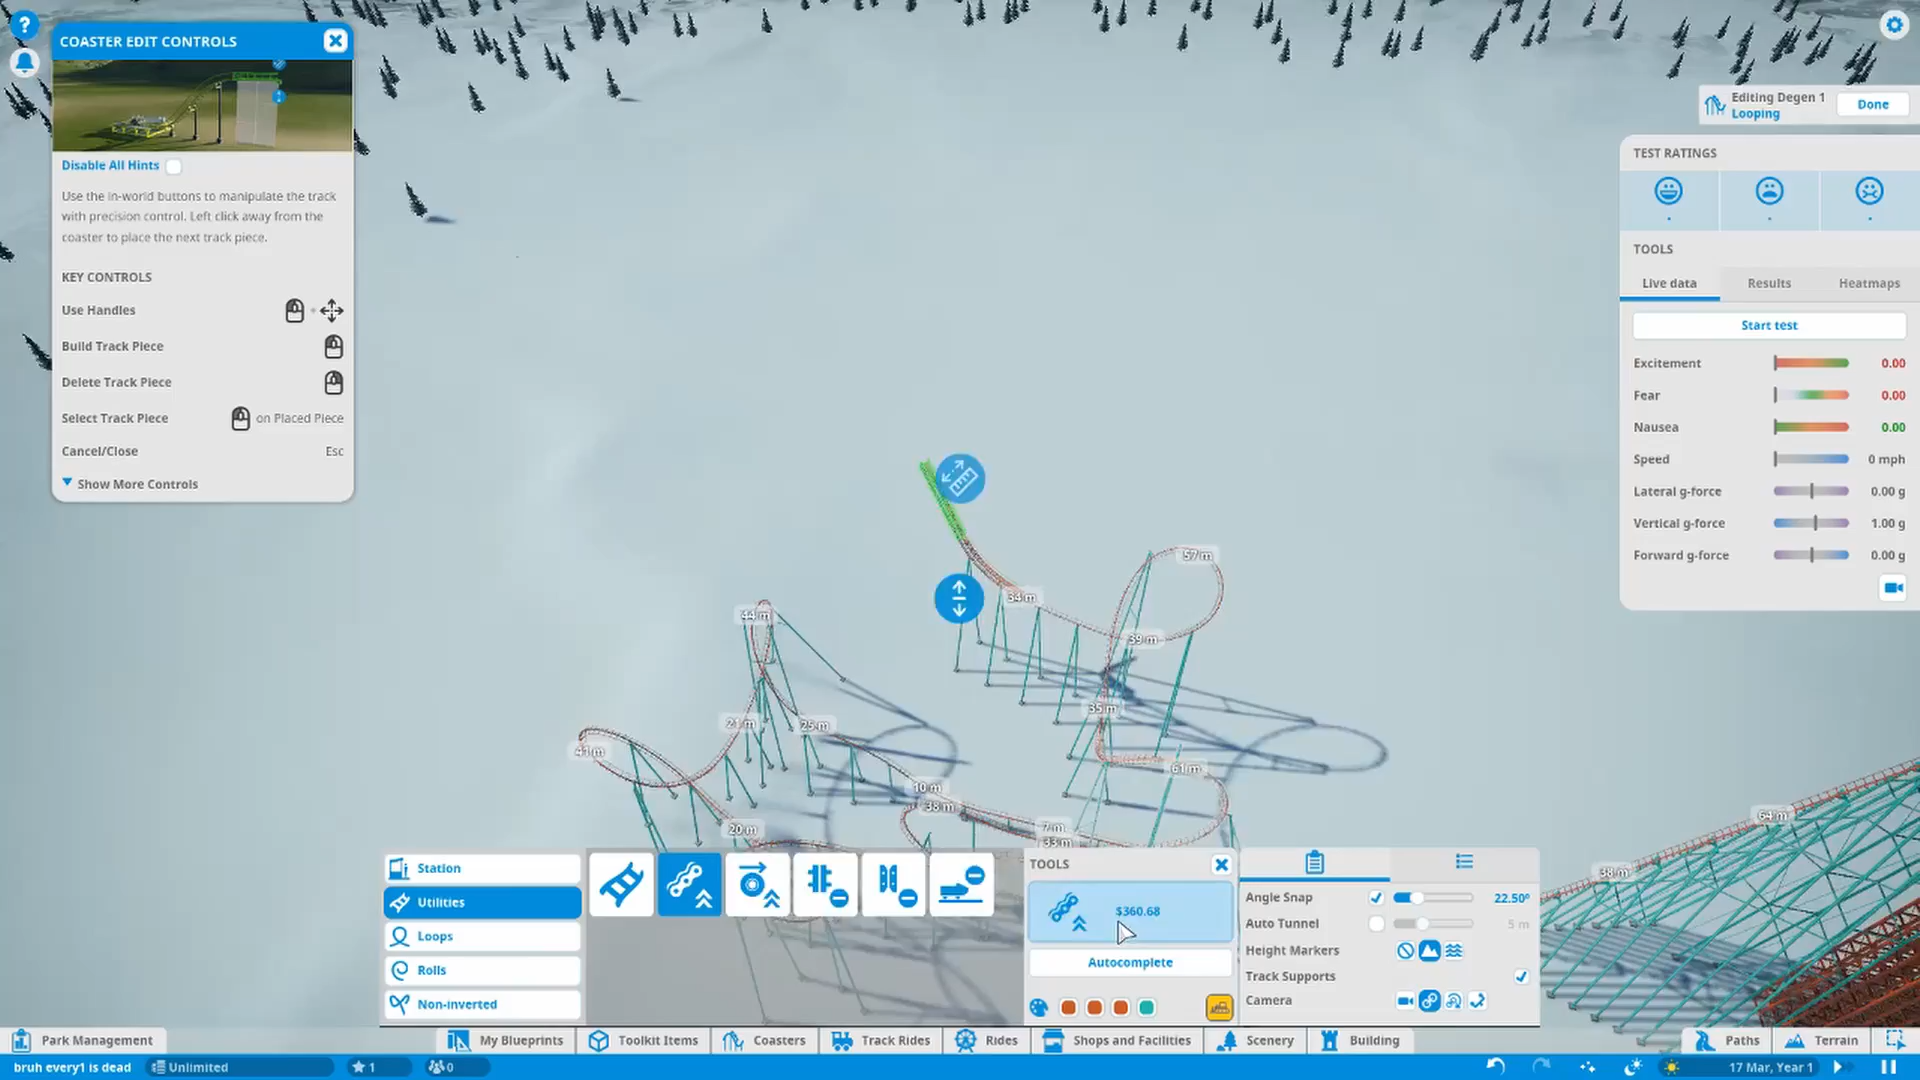 ?
COASTER EDIT CONTROLS
Disable All Hints
Use the in-world buttons to manipulate the track
with precision control. Left click away from the
coaster to place the next track piece.
KEY CONTROLS
Use Handles
Build Track Piece
Delete Track Piece
Select Track Piece on Placed Piece
Cancel/Close Esc
Show More Controls
Editing Degen 1
Looping
Done
TEST RATINGS
TOOLS
Live data Results Heatmaps
Start test
Excitement 0.00
Fear 0.00
Nausea 0.00
Speed 0 mph
Lateral g-force 0.00 g
Vertical g-force 1.00 g
Forward g-force 0.00 g
57 m
34 m
44 m
39 m
35 m
21 m
25 m
41 m
61 m
10 m
38 m
20 m
7 m
33 m
64 m
38 m
Station
Utilities
Loops
Rolls
Non-inverted
TOOLS
$360.68
Autocomplete
Angle Snap 22.50°
Auto Tunnel 5 m
Height Markers
Track Supports
Camera
Park Management My Blueprints Toolkit Items Coasters Track Rides Rides Shops and Facilities Scenery Building Paths Terrain
bruh every1 is dead Unlimited 1 0 17 Mar, Year 1